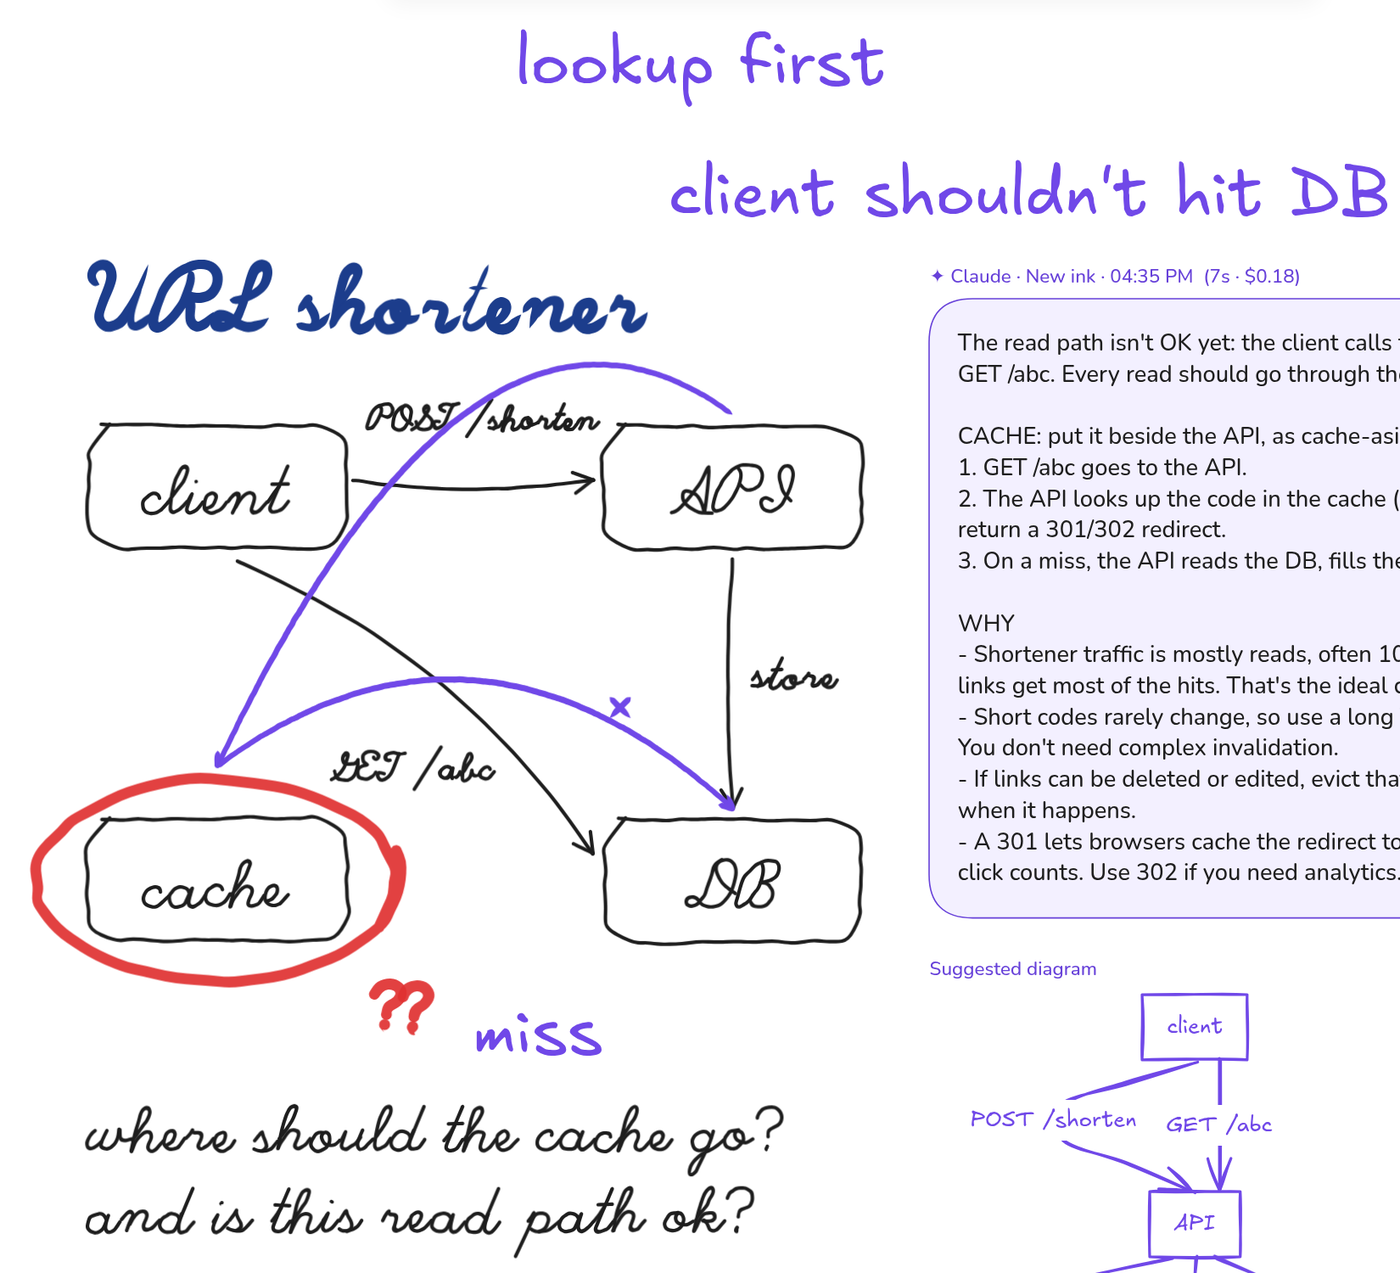 lookup first
client shouldn't hit DB
URL shortener
POST /shorten
client
API
store
GET /abc
cache
DB
??
miss
where should the cache go?
and is this read path ok?
✦ Claude · New ink · 04:35 PM (7s · $0.18)
The read path isn't OK yet: the client calls
GET /abc. Every read should go through
CACHE: put it beside the API, as
1. GET /abc goes to the API.
2. The API looks up the code in the cache (
return a 301/302 redirect.
3. On a miss, the API reads the DB, fills
WHY
- Shortener traffic is mostly reads, often
links get most of the hits. That's the ideal
- Short codes rarely change, so use a long
You don't need complex invalidation.
- If links can be deleted or edited, evict
when it happens.
- A 301 lets browsers cache the redirect
click counts. Use 302 if you need analytics.
Suggested diagram
client
POST /shorten
GET /abc
API